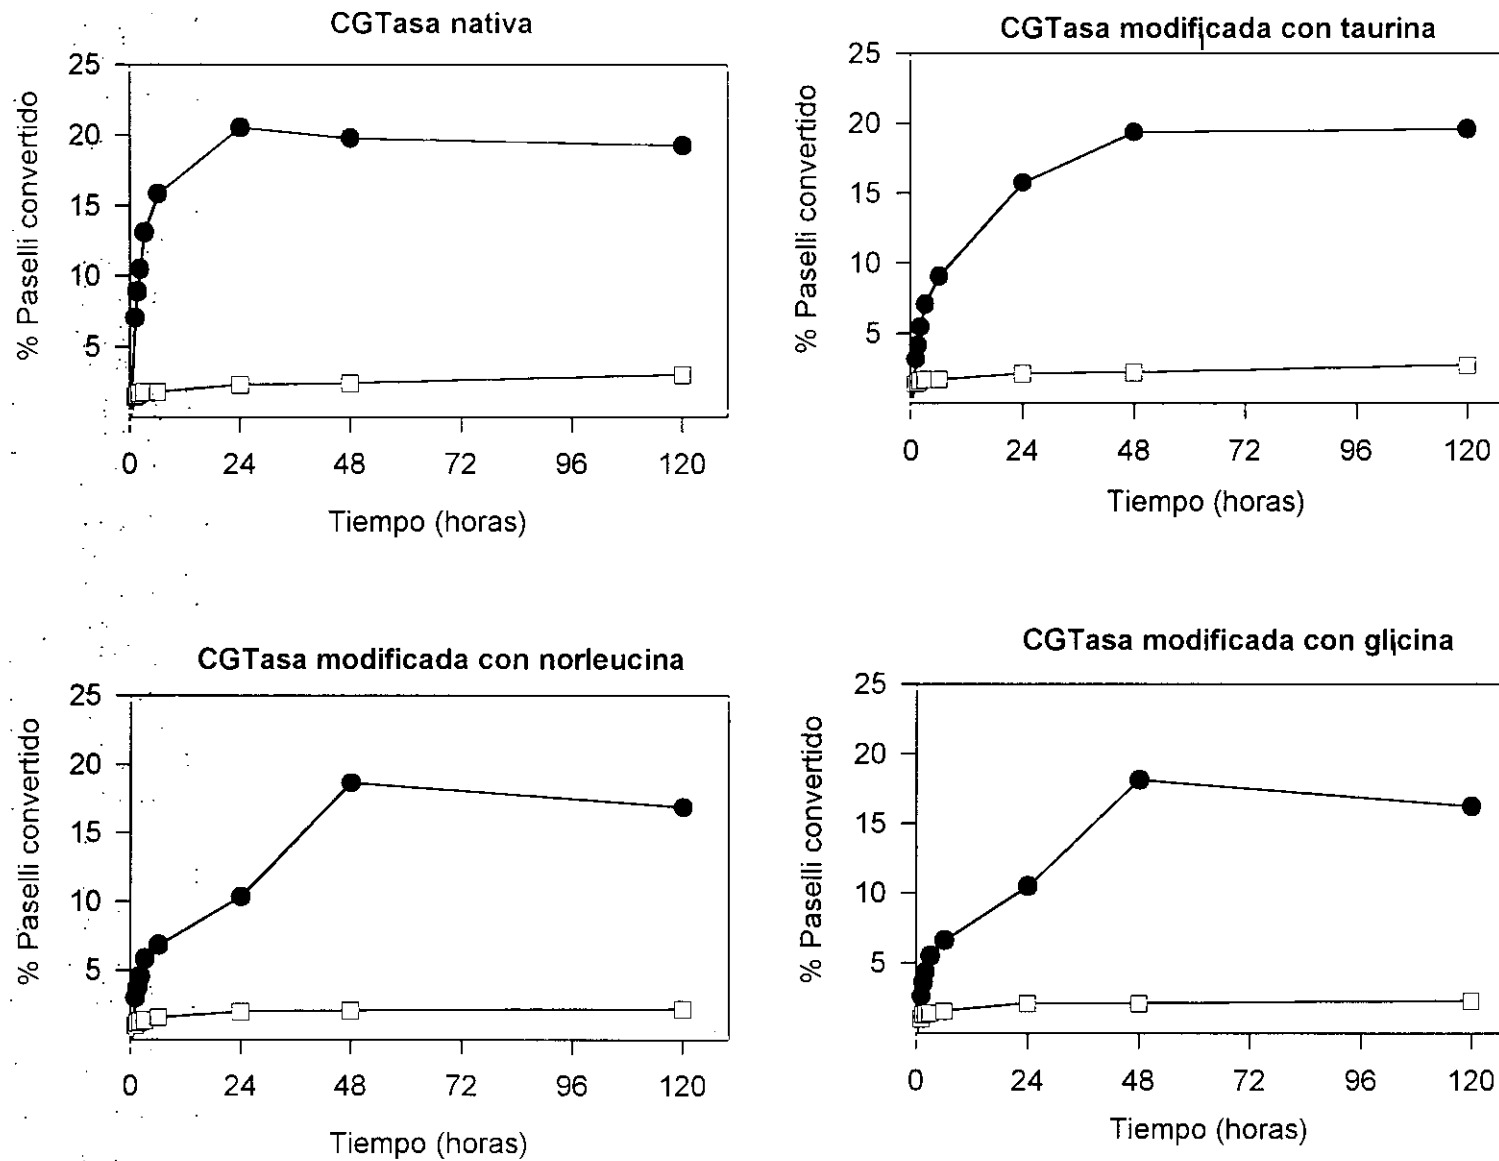 CGTasa nativa
25
20
15
10
5
% Paselli convertido
0 24 48 72 96 120
Tiempo (horas)
CGTasa modificada con taurina
25
20
15
10
5
% Paselli convertido
0 24 48 72 96 120
Tiempo (horas)
CGTasa modificada con norleucina
25
20
15
10
5
% Paselli convertido
0 24 48 72 96 120
Tiempo (horas)
CGTasa modificada con glicina
25
20
15
10
5
% Paselli convertido
0 24 48 72 96 120
Tiempo (horas)